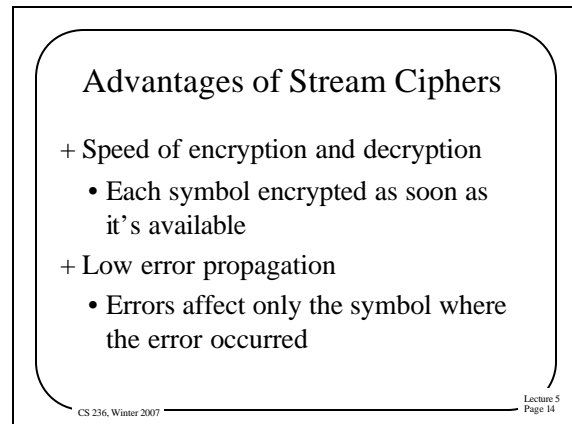 Advantages of Stream Ciphers
+ Speed of encryption and decryption
• Each symbol encrypted as soon as
it's available
+ Low error propagation
• Errors affect only the symbol where
the error occurred
CS 236, Winter 2007
Lecture 5
Page 14